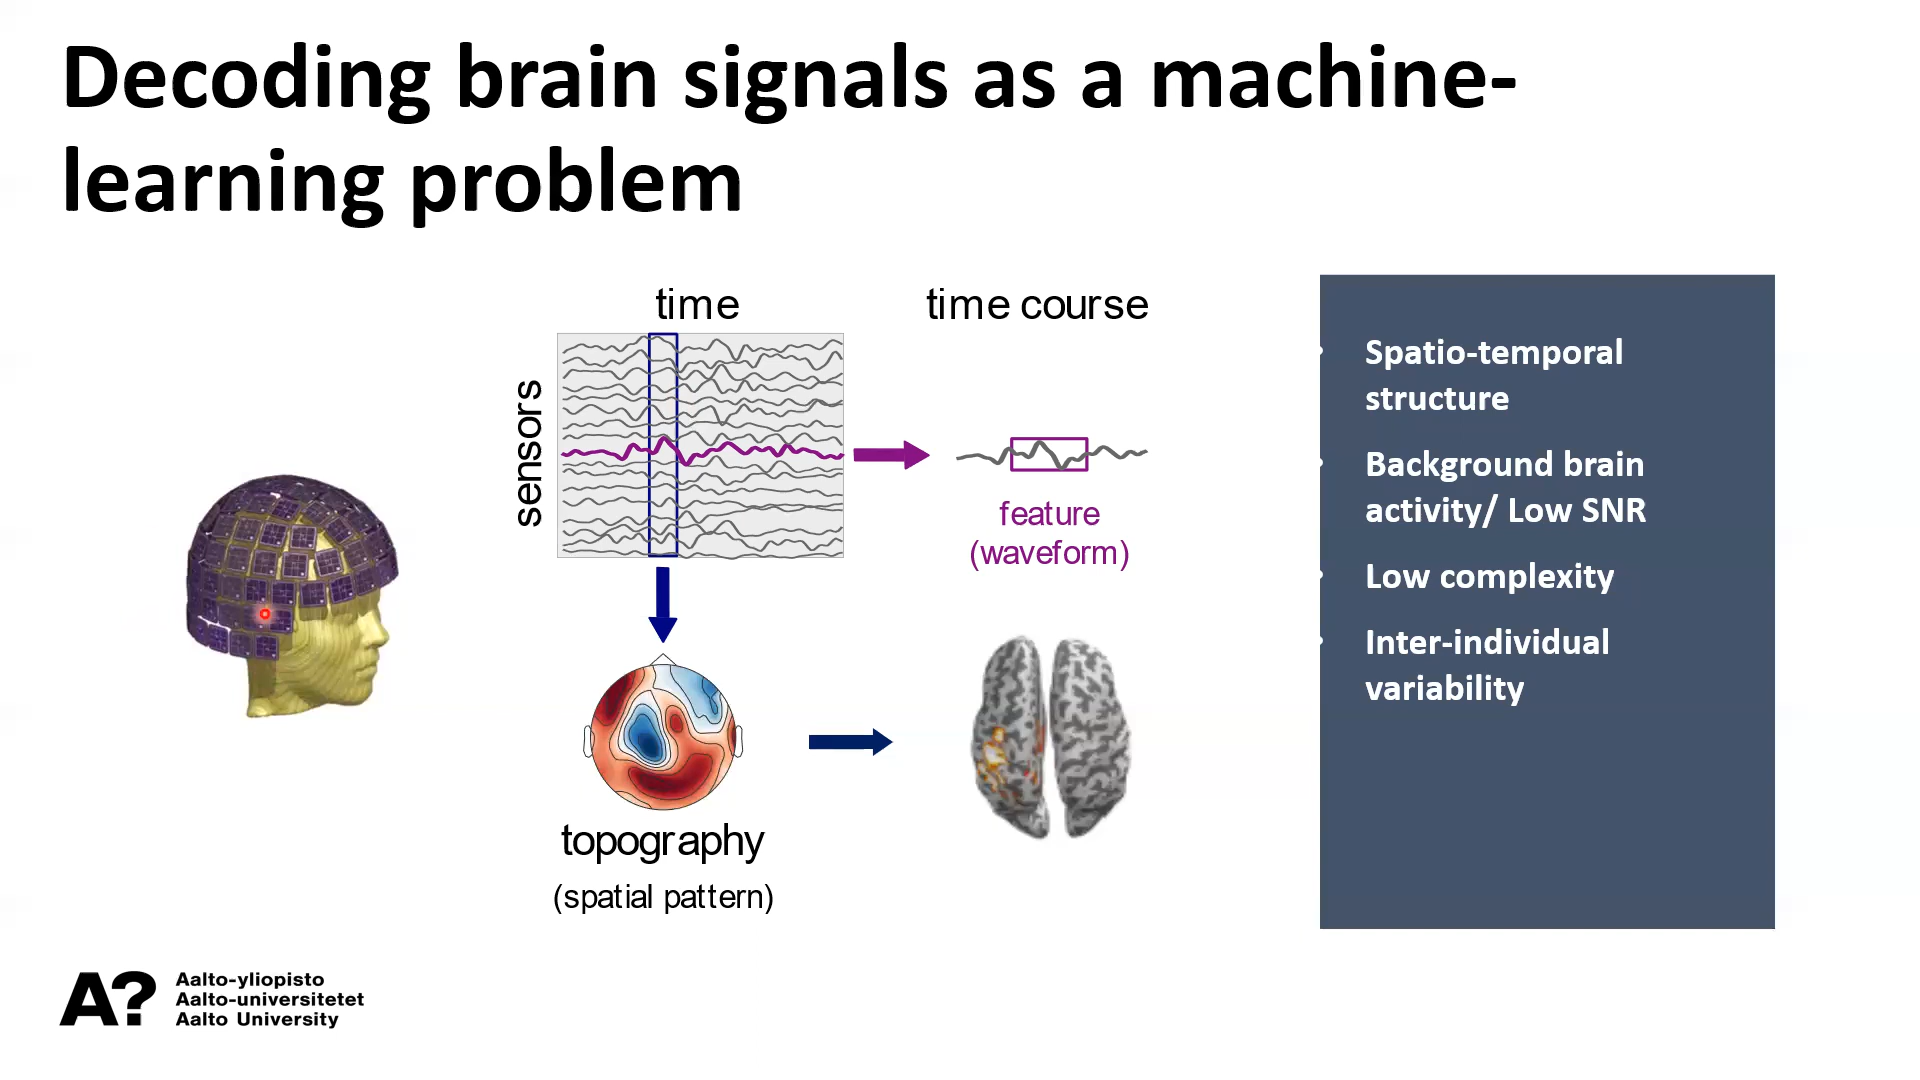 Decoding brain signals as a machine-
learning problem
time
time course
sensors
feature
(waveform)
topography
(spatial pattern)
• Spatio-temporal
structure
• Background brain
activity/ Low SNR
• Low complexity
• Inter-individual
variability
A?
Aalto-yliopisto
Aalto-universitetet
Aalto University